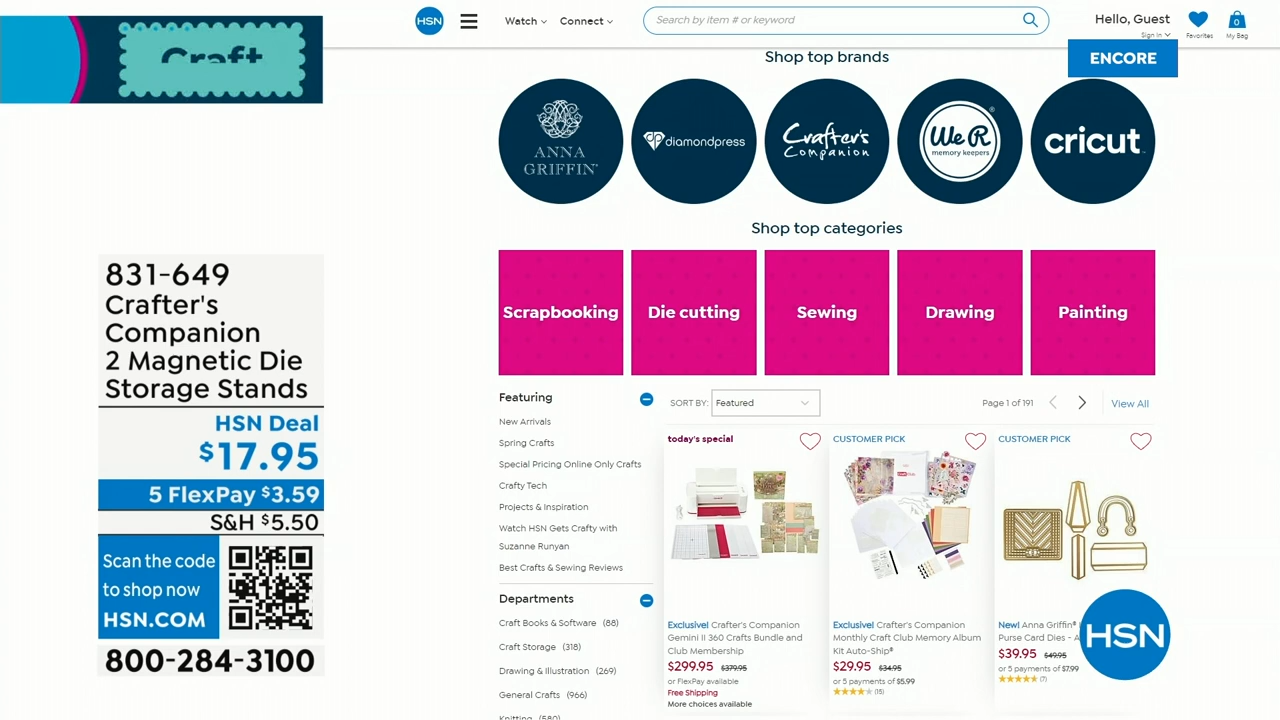 Craft
HSN
Watch
Connect
Search by item # or keyword
Hello, Guest
Sign In
Favorites
0
My Bag
ENCORE
Shop top brands
ANNA
GRIFFIN®
diamondpress
Crafter's
Companion
We R
memory keepers
®
cricut
Shop top categories
Scrapbooking
Die cutting
Sewing
Drawing
Painting
831-649
Crafter's
Companion
2 Magnetic Die
Storage Stands
HSN Deal
$17.95
5 FlexPay $3.59
S&H $5.50
Scan the code
to shop now
HSN.COM
800-284-3100
Featuring
New Arrivals
Spring Crafts
Special Pricing Online Only Crafts
Crafty Tech
Projects & Inspiration
Watch HSN Gets Crafty with
Suzanne Runyan
Best Crafts & Sewing Reviews
Departments
Craft Books & Software (88)
Craft Storage (318)
Drawing & Illustration (269)
General Crafts (966)
Knitting (580)
SORT BY: Featured
Page 1 of 191
View All
today's special
Exclusive! Crafter's Companion
Gemini II 360 Crafts Bundle and
Club Membership
$299.95 $379.95
or FlexPay available
Free Shipping
More choices available
CUSTOMER PICK
Exclusive! Crafter's Companion
Monthly Craft Club Memory Album
Kit Auto-Ship®
$29.95 $34.95
or 5 payments of $5.99
(15)
CUSTOMER PICK
New! Anna Griffin®
Purse Card Dies - A
$39.95 $49.95
or 5 payments of $7.99
(7)
HSN